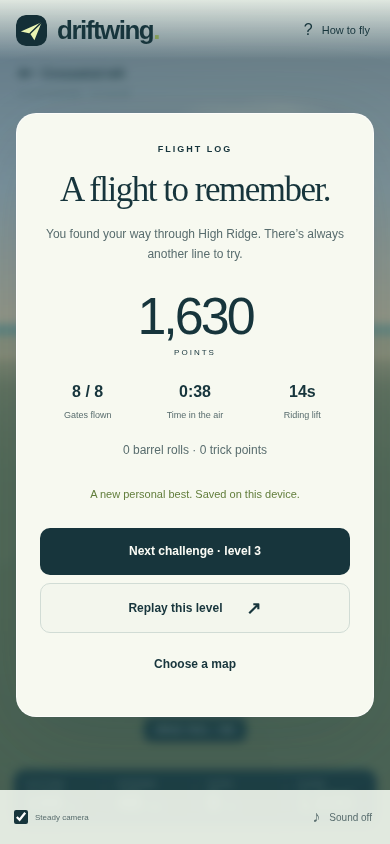 driftwing.
? How to fly
FLIGHT LOG
A flight to remember.
You found your way through High Ridge. There’s always
another line to try.
1,630
POINTS
8 / 8 0:38 14s
Gates flown Time in the air Riding lift
0 barrel rolls · 0 trick points
A new personal best. Saved on this device.
Next challenge · level 3
Replay this level ↗
Choose a map
Steady camera
♪ Sound off